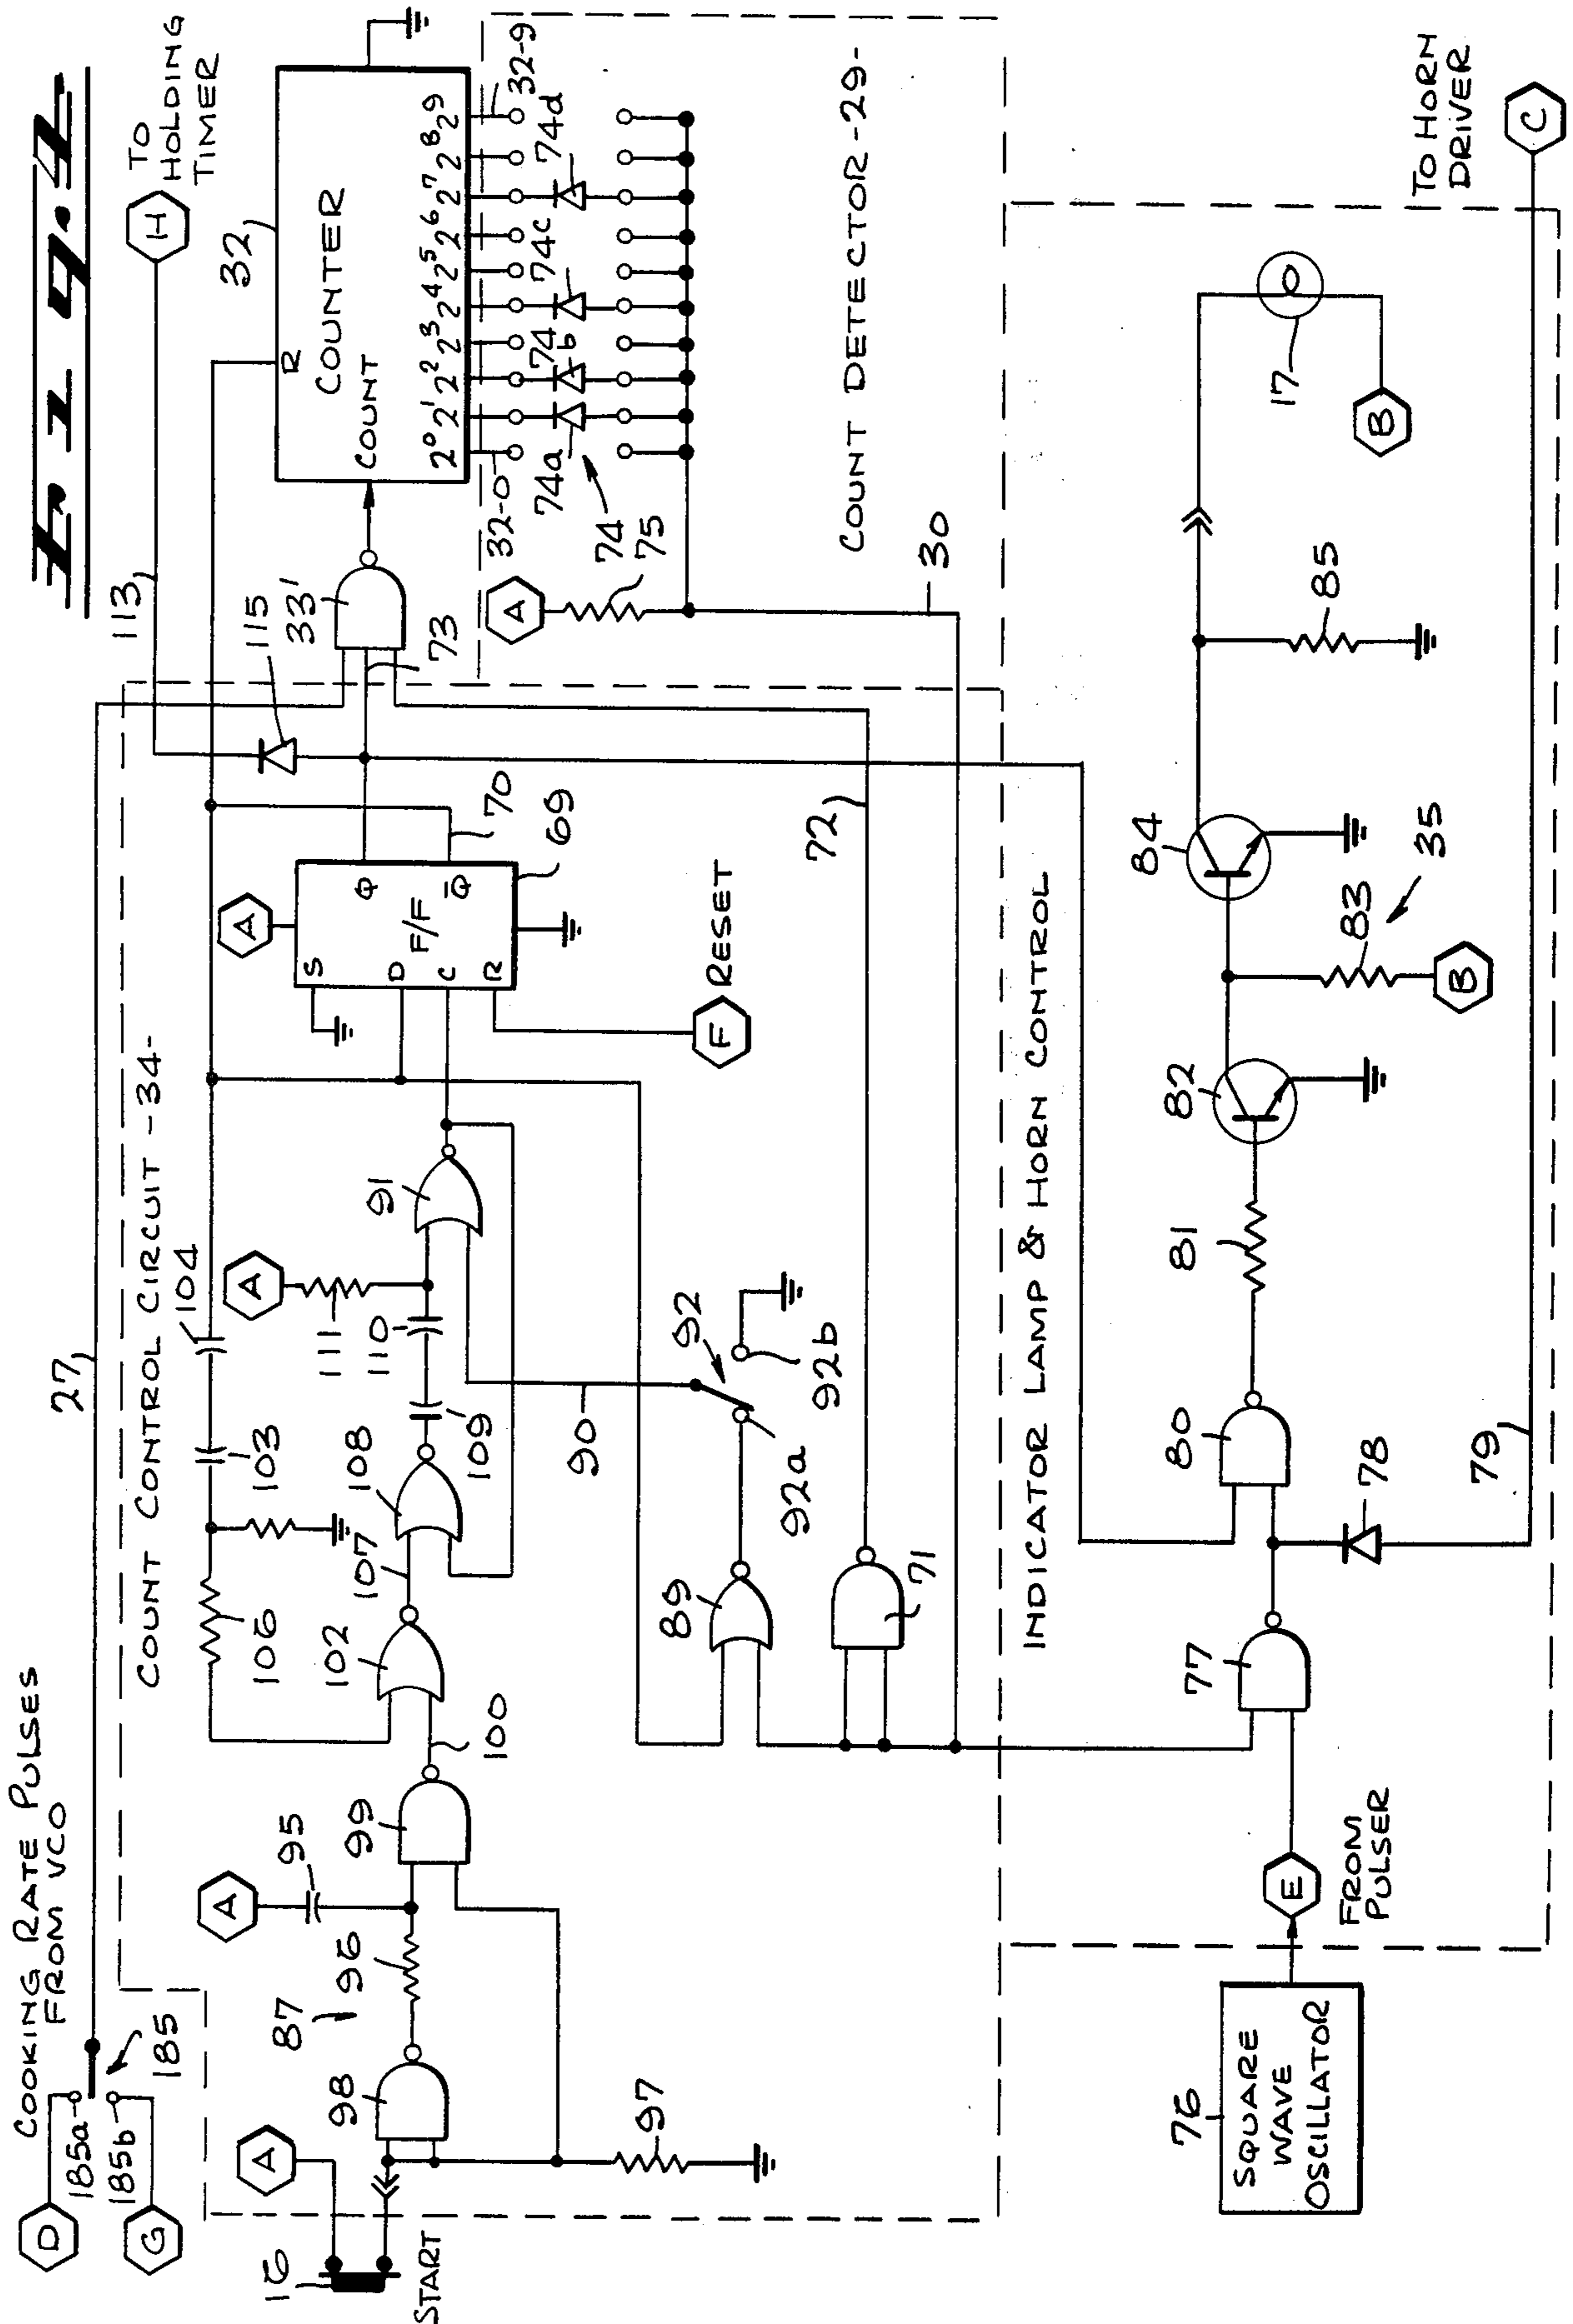 Fig. 7
COOKING RATE PULSES
FROM VCO
D
185a
185b
G
185
27
113
H
TO
HOLDING
TIMER
COUNT CONTROL CIRCUIT -34-
104
103
106
115
33'
73
32
COUNTER
R
COUNT
2⁰ 2¹ 2² 2³ 2⁴ 2⁵ 2⁶ 2⁷ 2⁸ 2⁹
32-0
32-9
74a
74b
74c
74d
74
75
A
COUNT DETECTOR -29-
30
16
START
A
98
87
96
A
95
99
97
100
102
107
108
109
110
111
A
91
90
92
92a
92b
89
71
72
A
S
D
C
R
F/F
Q
Q̄
70
69
F
RESET
INDICATOR LAMP & HORN CONTROL
76
SQUARE
WAVE
OSCILLATOR
E
FROM
PULSER
77
78
79
80
81
82
83
B
35
84
85
17
B
TO HORN
DRIVER
C